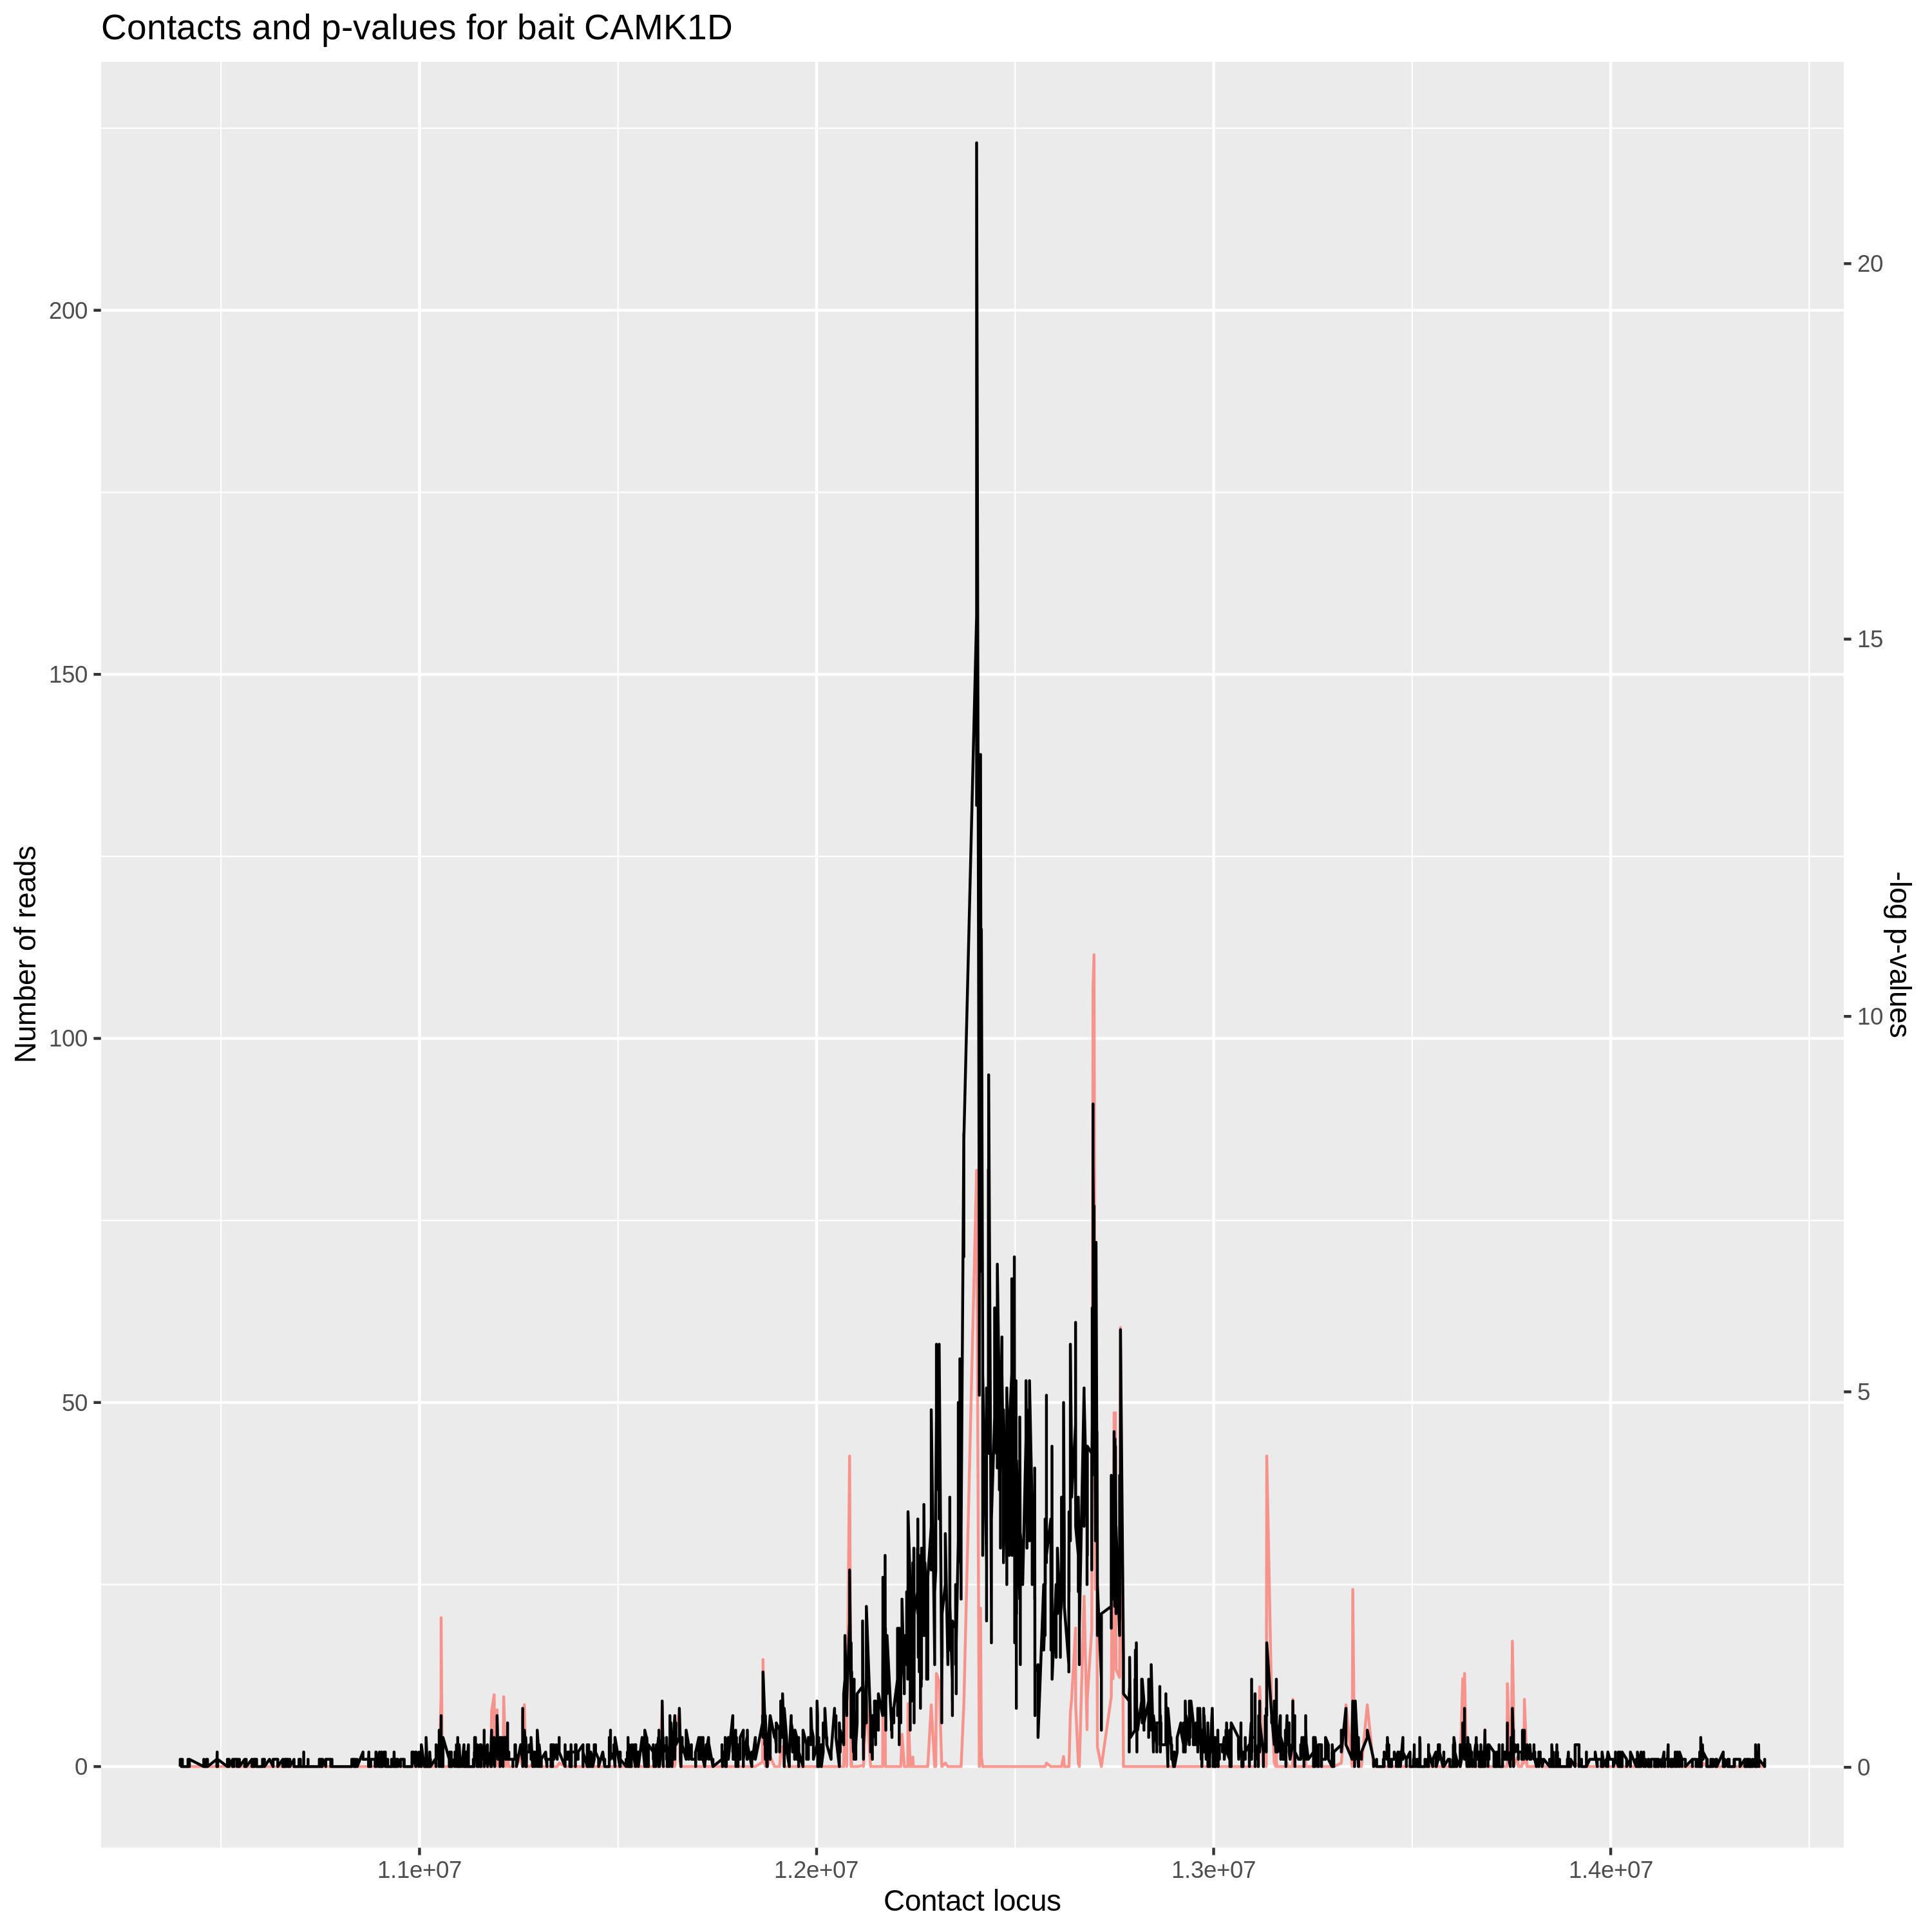 Contacts and p-values for bait CAMK1D
Number of reads
200
150
100
50
0
20
15
10
5
0
-log p-values
1.1e+07
1.2e+07
1.3e+07
1.4e+07
Contact locus